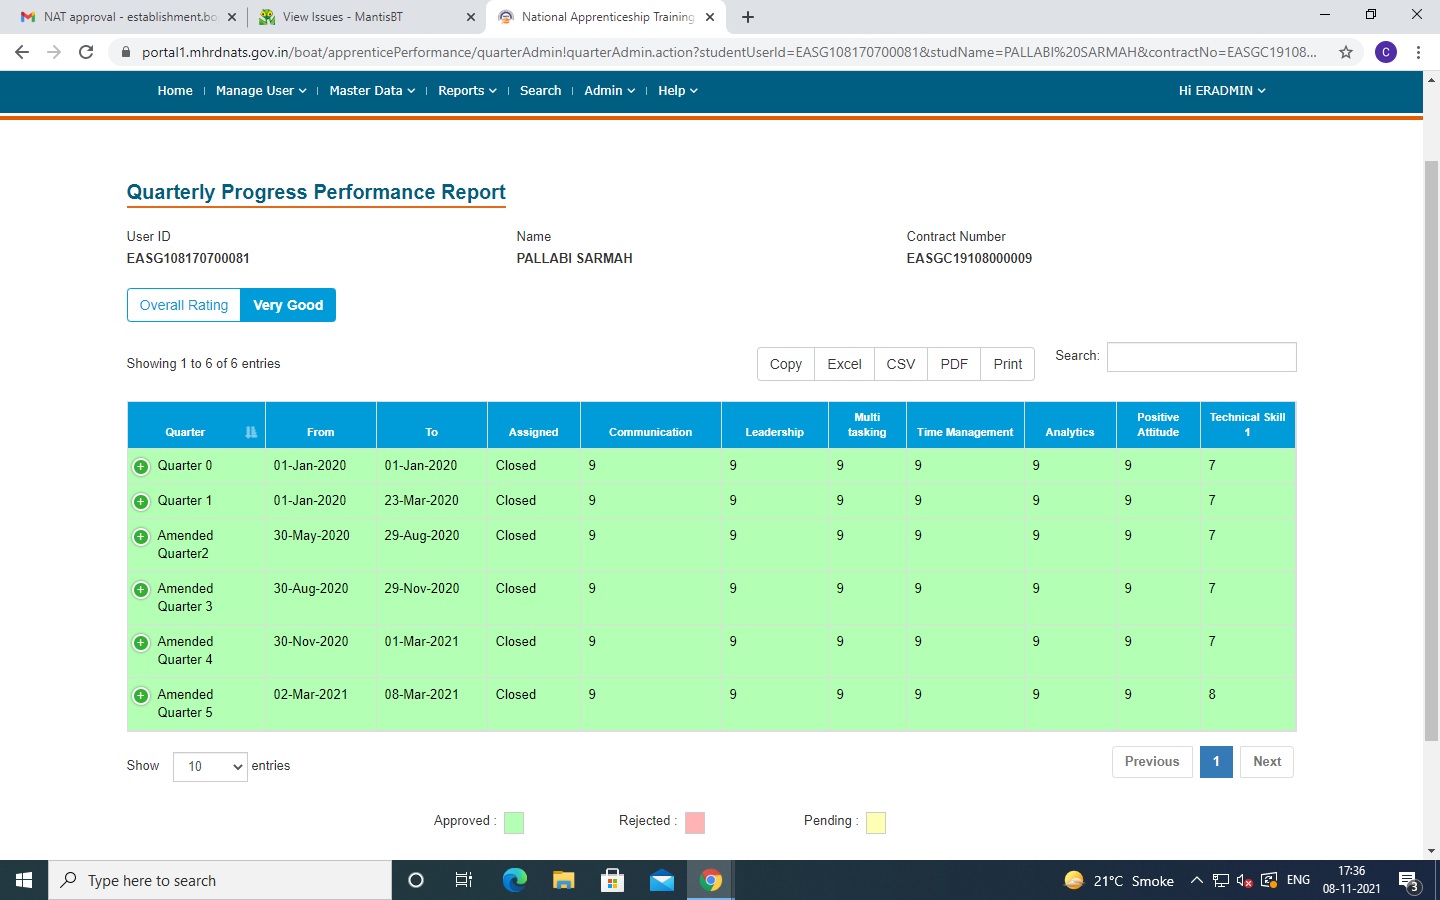 NAT approval - establishment.bo
View Issues - MantisBT
National Apprenticeship Training
portal1.mhrdnats.gov.in/boat/apprenticePerformance/quarterAdmin!quarterAdmin.action?studentUserId=EASG108170700081&studName=PALLABI%20SARMAH&contractNo=EASGC19108...
C
Home Manage User Master Data Reports Search Admin Help Hi ERADMIN
Quarterly Progress Performance Report
User ID Name Contract Number
EASG108170700081 PALLABI SARMAH EASGC19108000009
Overall Rating Very Good
Showing 1 to 6 of 6 entries Copy Excel CSV PDF Print Search:
Quarter From To Assigned Communication Leadership Multi tasking Time Management Analytics Positive Attitude Technical Skill 1
Quarter 0 01-Jan-2020 01-Jan-2020 Closed 9 9 9 9 9 9 7
Quarter 1 01-Jan-2020 23-Mar-2020 Closed 9 9 9 9 9 9 7
Amended 30-May-2020 29-Aug-2020 Closed 9 9 9 9 9 9 7
Quarter2
Amended 30-Aug-2020 29-Nov-2020 Closed 9 9 9 9 9 9 7
Quarter 3
Amended 30-Nov-2020 01-Mar-2021 Closed 9 9 9 9 9 9 7
Quarter 4
Amended 02-Mar-2021 08-Mar-2021 Closed 9 9 9 9 9 9 8
Quarter 5
Show 10 entries Previous 1 Next
Approved : Rejected : Pending :
Type here to search
21°C Smoke
ENG
17:36
08-11-2021
3